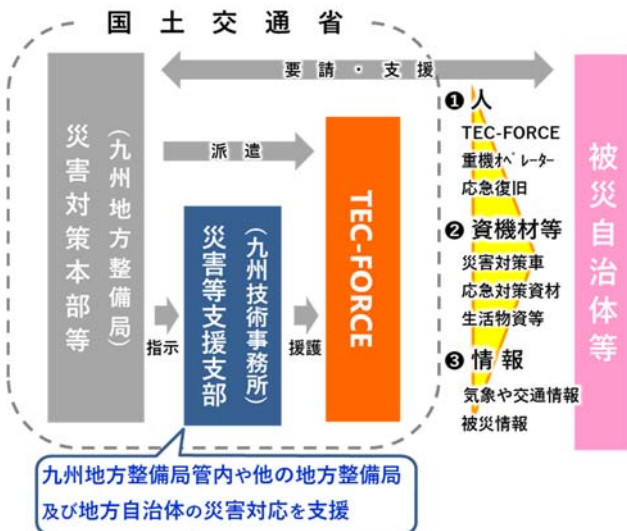 国土交通省
要請・支援
災害対策本部等
（九州地方整備局）
派遣
指示
災害等支援支部
（九州技術事務所）
援護
TEC-FORCE
❶人
TEC-FORCE
重機ｵﾍﾟﾚｰﾀｰ
応急復旧
❷資機材等
災害対策車
応急対策資材
生活物資等
❸情報
気象や交通情報
被災情報
被災自治体等
九州地方整備局管内や他の地方整備局
及び地方自治体の災害対応を支援